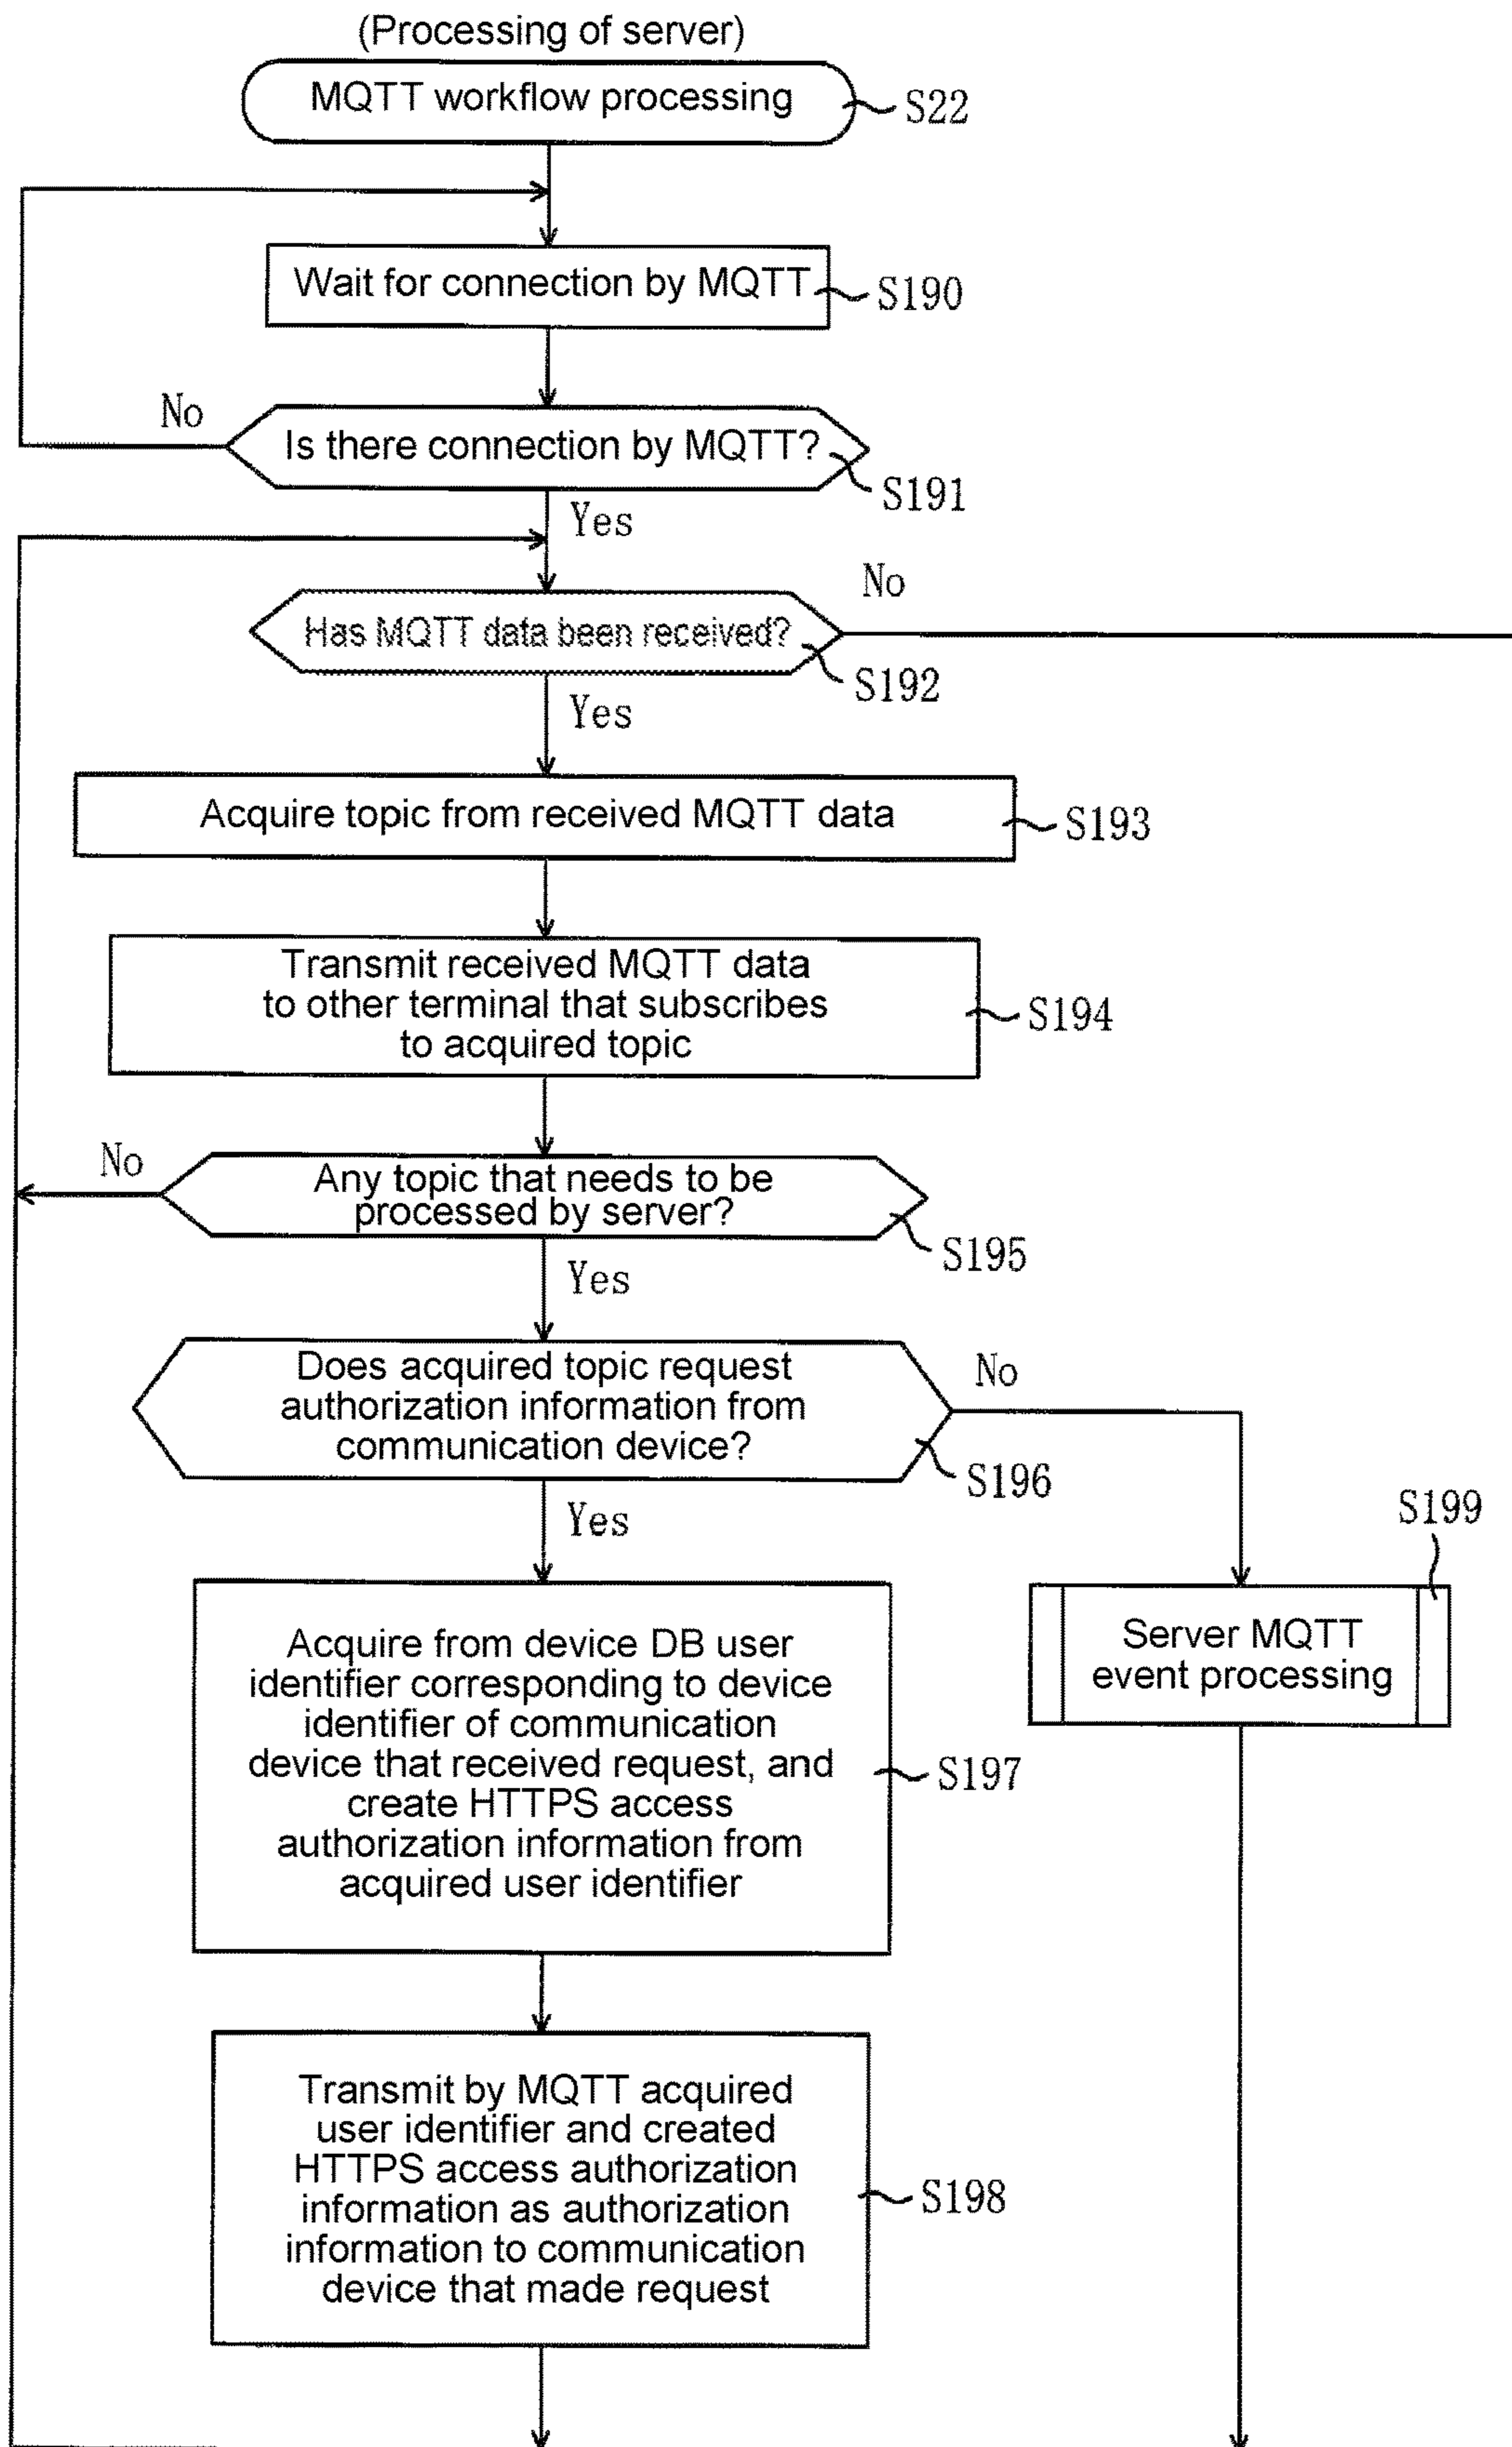 (Processing of server)
MQTT workflow processing
S22
Wait for connection by MQTT
S190
No
Is there connection by MQTT?
S191
Yes
No
Has MQTT data been received?
S192
Yes
Acquire topic from received MQTT data
S193
Transmit received MQTT data
to other terminal that subscribes
to acquired topic
S194
No
Any topic that needs to be
processed by server?
S195
Yes
Does acquired topic request
authorization information from
communication device?
No
S196
Yes
S199
Acquire from device DB user
identifier corresponding to device
identifier of communication
device that received request, and
create HTTPS access
authorization information from
acquired user identifier
S197
Server MQTT
event processing
Transmit by MQTT acquired
user identifier and created
HTTPS access authorization
information as authorization
information to communication
device that made request
S198